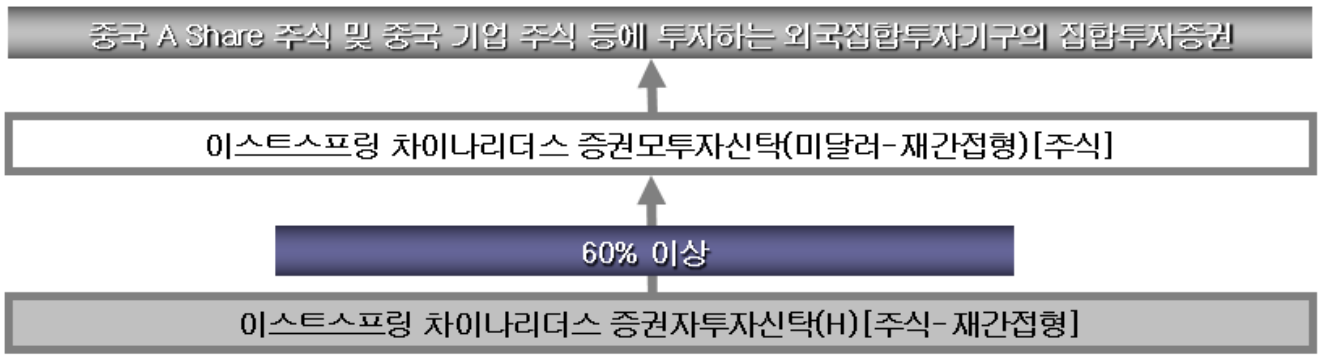 중국 A Share 주식 및 중국 기업 주식 등에 투자하는 외국집합투자기구의 집합투자증권
이스트스프링 차이나리더스 증권모투자신탁(미달러-재간접형)[주식]
60% 이상
이스트스프링 차이나리더스 증권자투자신탁(H)[주식-재간접형]